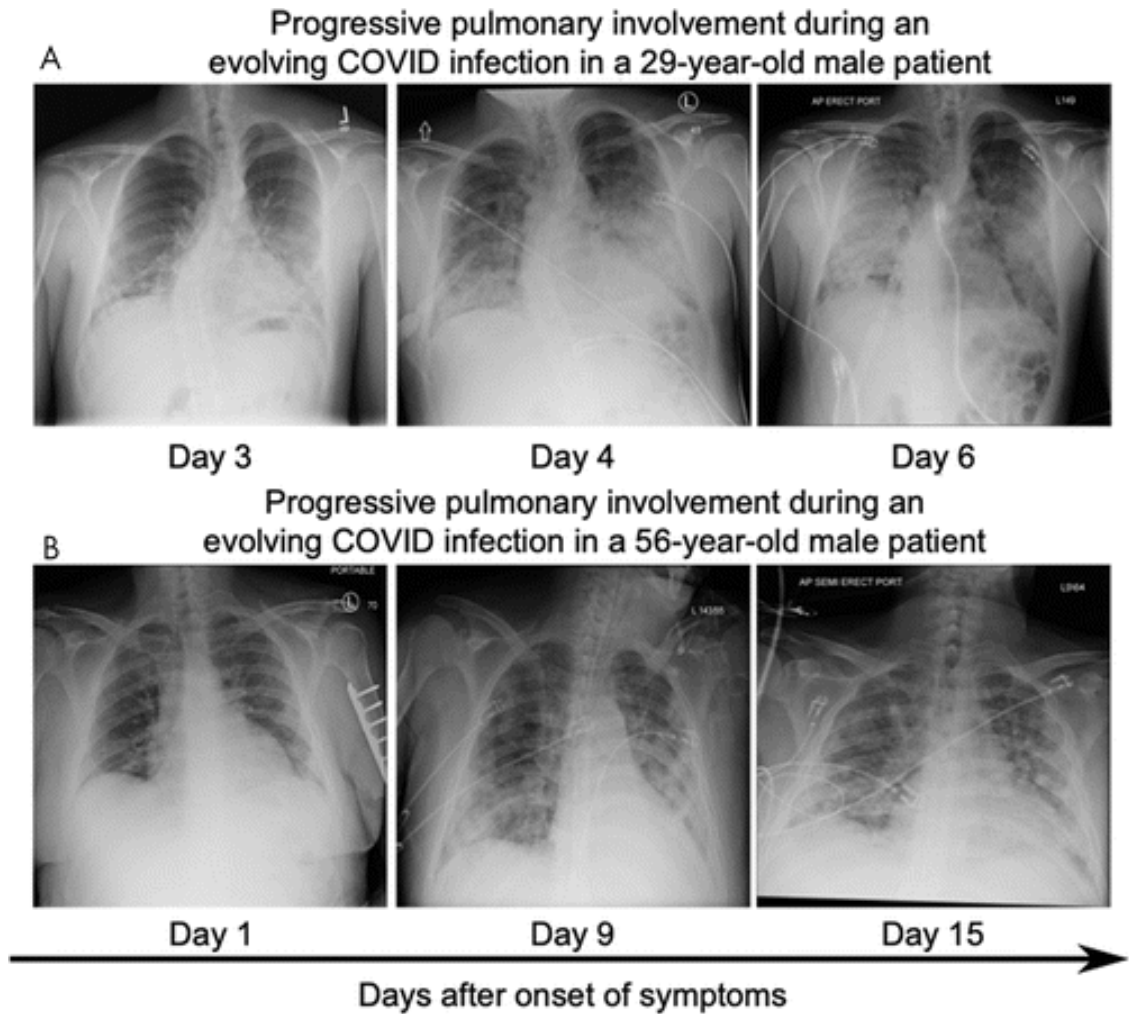 A
Progressive pulmonary involvement during an
evolving COVID infection in a 29-year-old male patient
L
L
AP ERECT PORT
L149
Day 3
Day 4
Day 6
B
Progressive pulmonary involvement during an
evolving COVID infection in a 56-year-old male patient
PORTABLE
L 70
L 14355
AP SEMI ERECT PORT
Day 1
Day 9
Day 15
Days after onset of symptoms